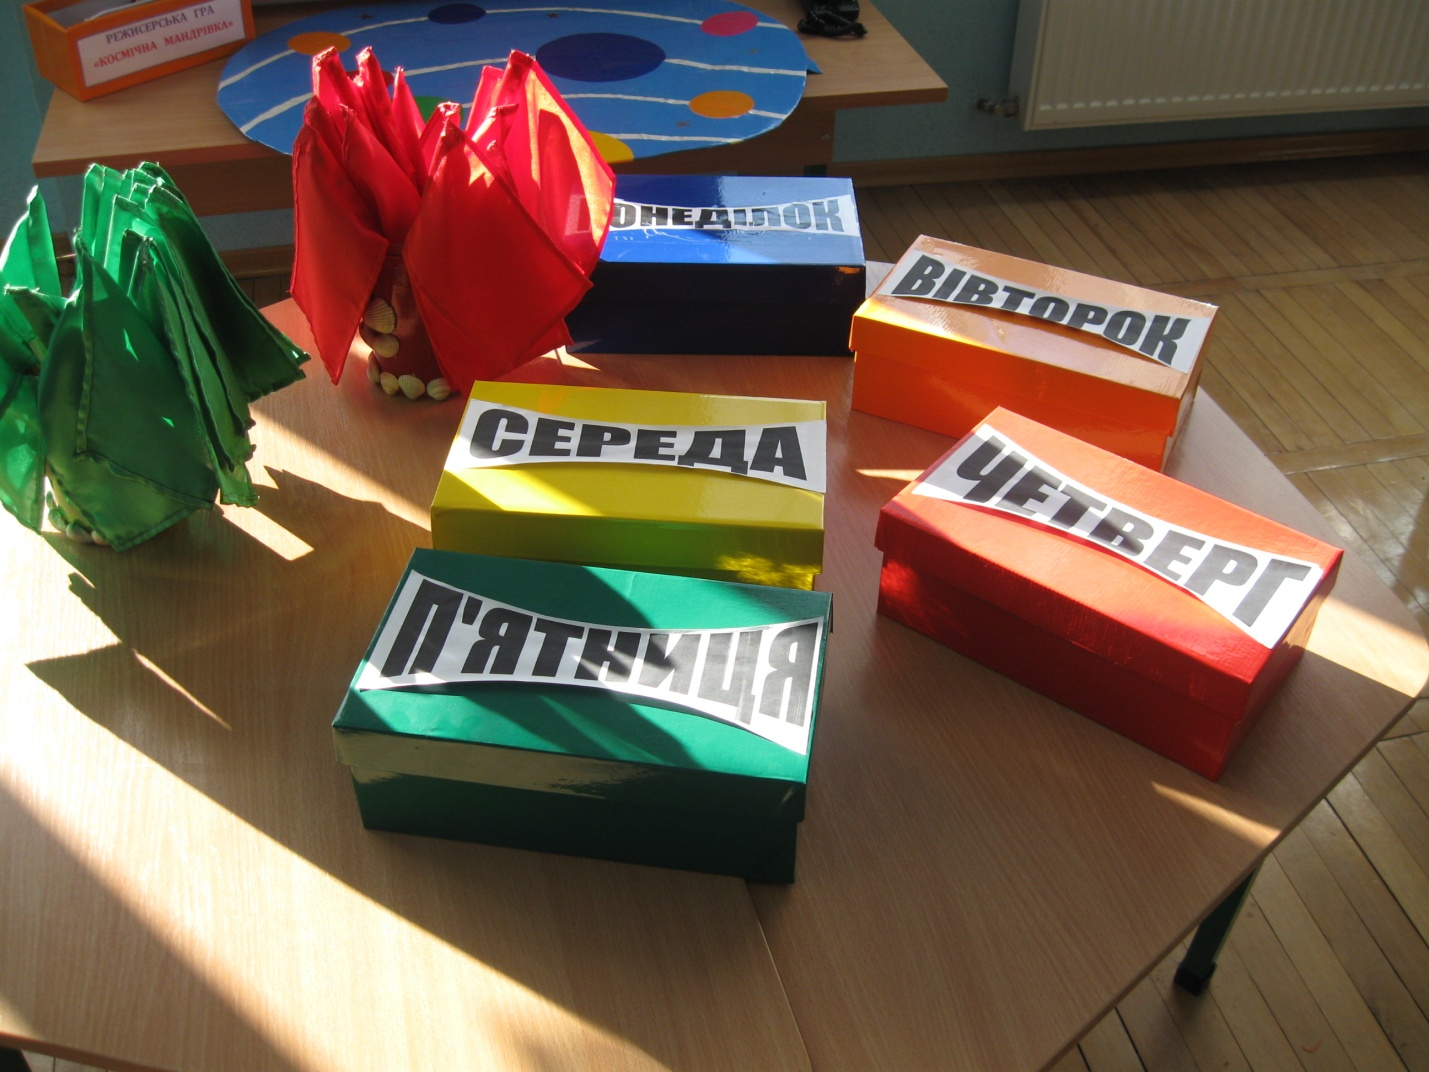 РЕЖИСЕРСЬКА ГРА
«КОСМІЧНА МАНДРІВКА»
ПОНЕДІЛОК
ВІВТОРОК
СЕРЕДА
ЧЕТВЕРГ
П'ЯТНИЦЯ